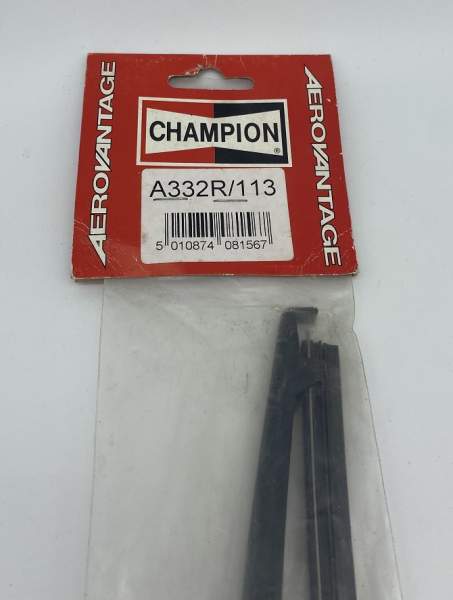 AEROVANTAGE
CHAMPION
®
A332R/113
5 010874 081567
AEROVANTAGE